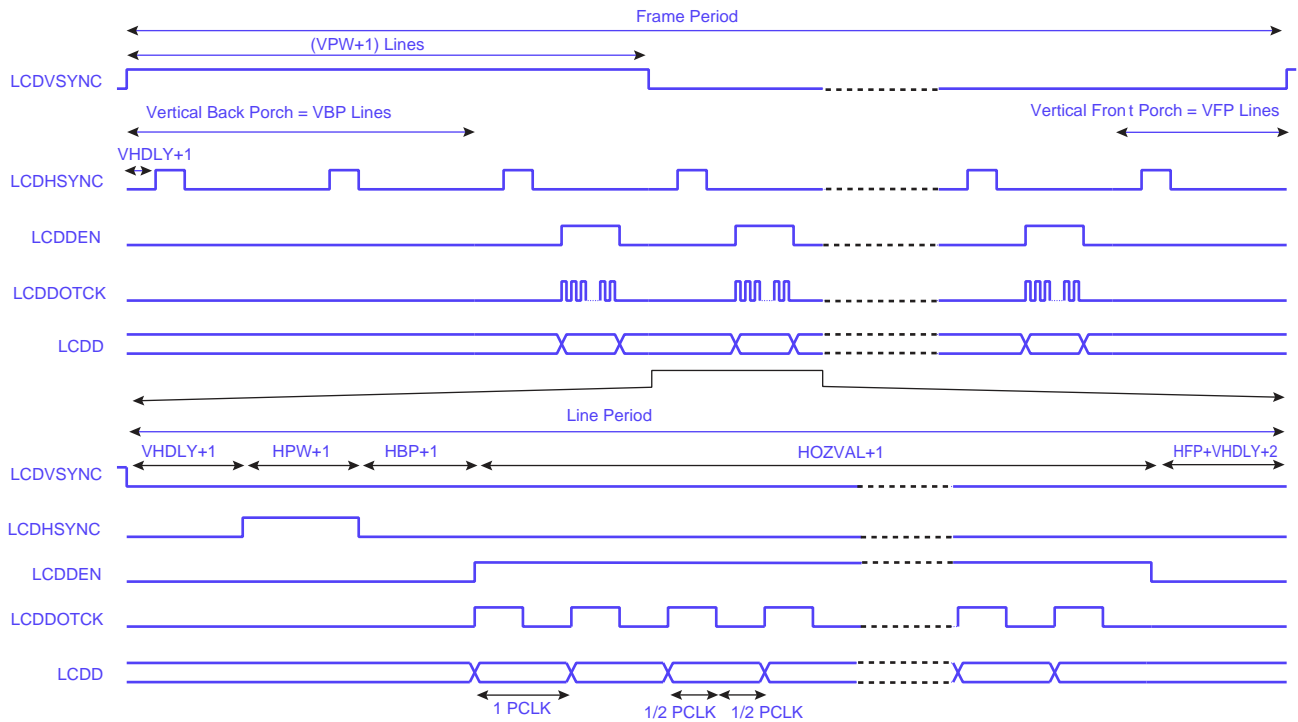 Frame Period
(VPW+1) Lines
LCDVSYNC
Vertical Back Porch = VBP Lines
Vertical Front Porch = VFP Lines
VHDLY+1
LCDHSYNC
LCDDEN
LCDDOTCK
LCDD
Line Period
VHDLY+1 HPW+1 HBP+1 HOZVAL+1 HFP+VHDLY+2
LCDVSYNC
LCDHSYNC
LCDDEN
LCDDOTCK
LCDD
1 PCLK 1/2 PCLK 1/2 PCLK